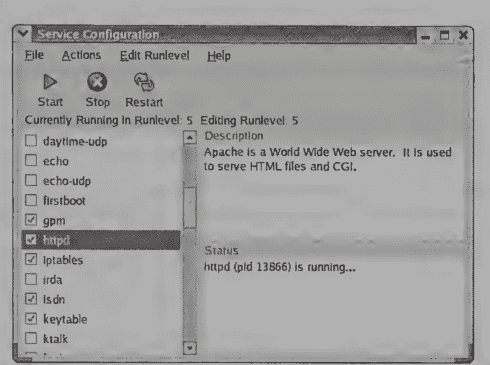 Service Configuration
File Actions Edit Runlevel Help
Start Stop Restart
Currently Running in Runlevel: 5 Editing Runlevel: 5
daytime-udp
echo
echo-udp
firstboot
gpm
httpd
iptables
irda
isdn
keytable
ktalk
Description
Apache is a World Wide Web server. It is used
to serve HTML files and CGI.
Status
httpd (pid 13866) is running...